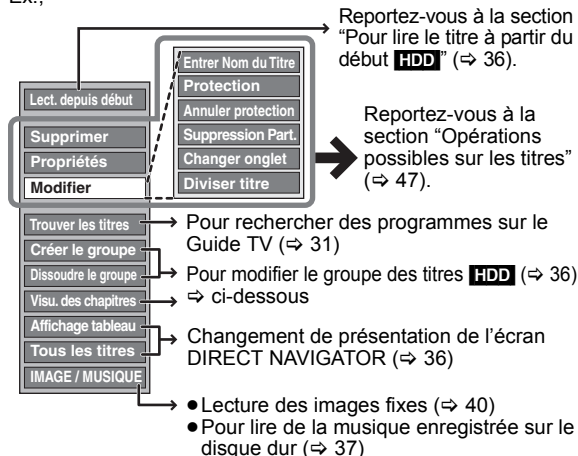 Ex.,
Reportez-vous à la section
“Pour lire le titre à partir du
début HDD” (⇨ 36).
Lect. depuis début
Supprimer
Propriétés
Modifier
Entrer Nom du Titre
Protection
Annuler protection
Suppression Part.
Changer onglet
Diviser titre
Reportez-vous à la
section “Opérations
possibles sur les titres”
(⇨ 47).
Trouver les titres
Créer le groupe
Dissoudre le groupe
Visu. des chapitres
Affichage tableau
Tous les titres
IMAGE / MUSIQUE
Pour rechercher des programmes sur le
Guide TV (⇨ 31)
Pour modifier le groupe des titres HDD (⇨ 36)
⇨ ci-dessous
Changement de présentation de l’écran
DIRECT NAVIGATOR (⇨ 36)
●Lecture des images fixes (⇨ 40)
●Pour lire de la musique enregistrée sur le
disque dur (⇨ 37)